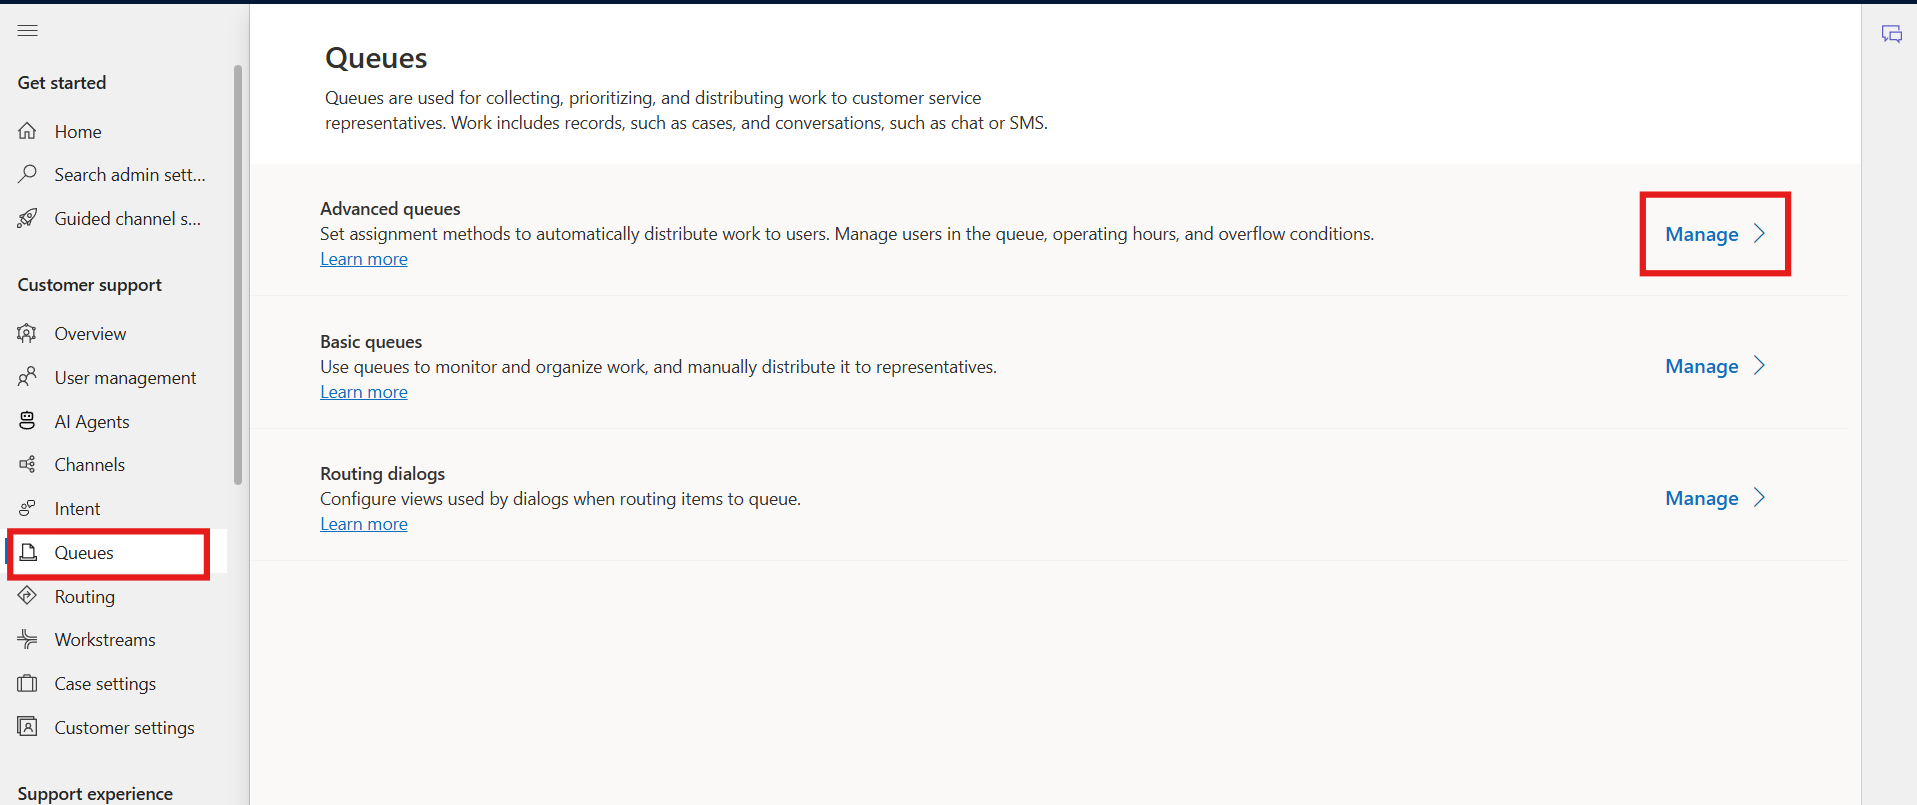 Get started
Home
Search admin sett...
Guided channel s...
Customer support
Overview
User management
AI Agents
Channels
Intent
Queues
Routing
Workstreams
Case settings
Customer settings
Support experience
Queues
Queues are used for collecting, prioritizing, and distributing work to customer service
representatives. Work includes records, such as cases, and conversations, such as chat or SMS.
Advanced queues
Set assignment methods to automatically distribute work to users. Manage users in the queue, operating hours, and overflow conditions.
Learn more
Manage
Basic queues
Use queues to monitor and organize work, and manually distribute it to representatives.
Learn more
Manage
Routing dialogs
Configure views used by dialogs when routing items to queue.
Learn more
Manage